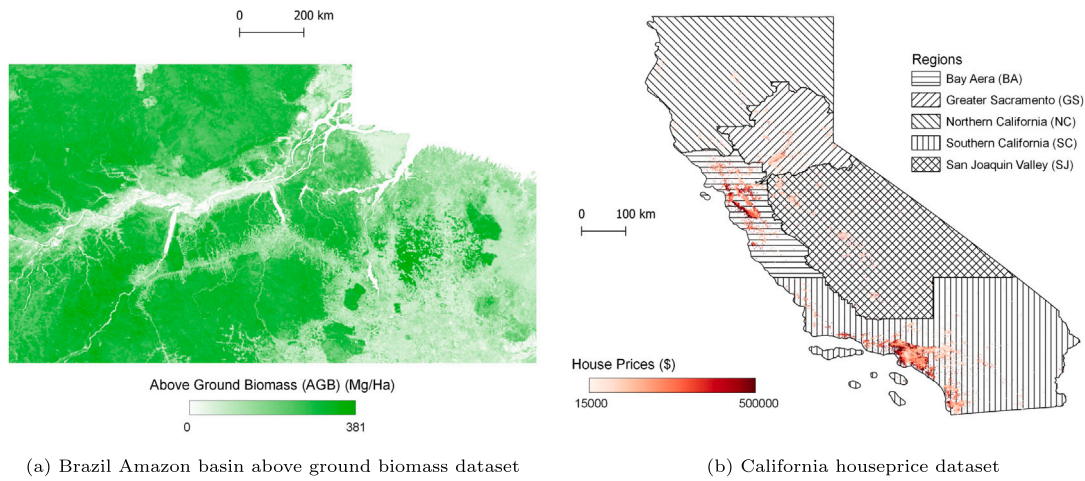 0 200 km
Above Ground Biomass (AGB) (Mg/Ha)
0 381
(a) Brazil Amazon basin above ground biomass dataset
Regions
Bay Aera (BA)
Greater Sacramento (GS)
Northern California (NC)
Southern California (SC)
San Joaquin Valley (SJ)
0 100 km
House Prices ($)
15000 500000
(b) California houseprice dataset